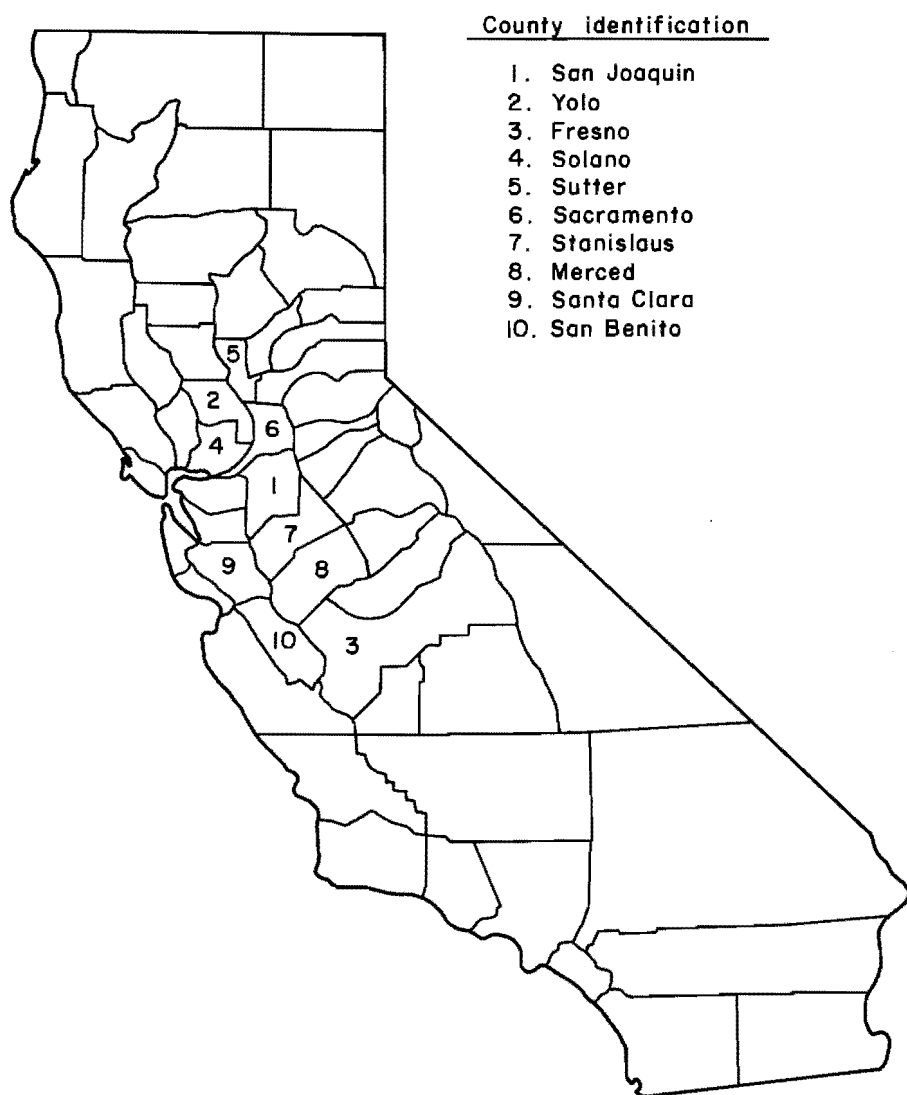 County identification
1. San Joaquin
2. Yolo
3. Fresno
4. Solano
5. Sutter
6. Sacramento
7. Stanislaus
8. Merced
9. Santa Clara
10. San Benito
5
2
6
4
1
7
9
8
10
3